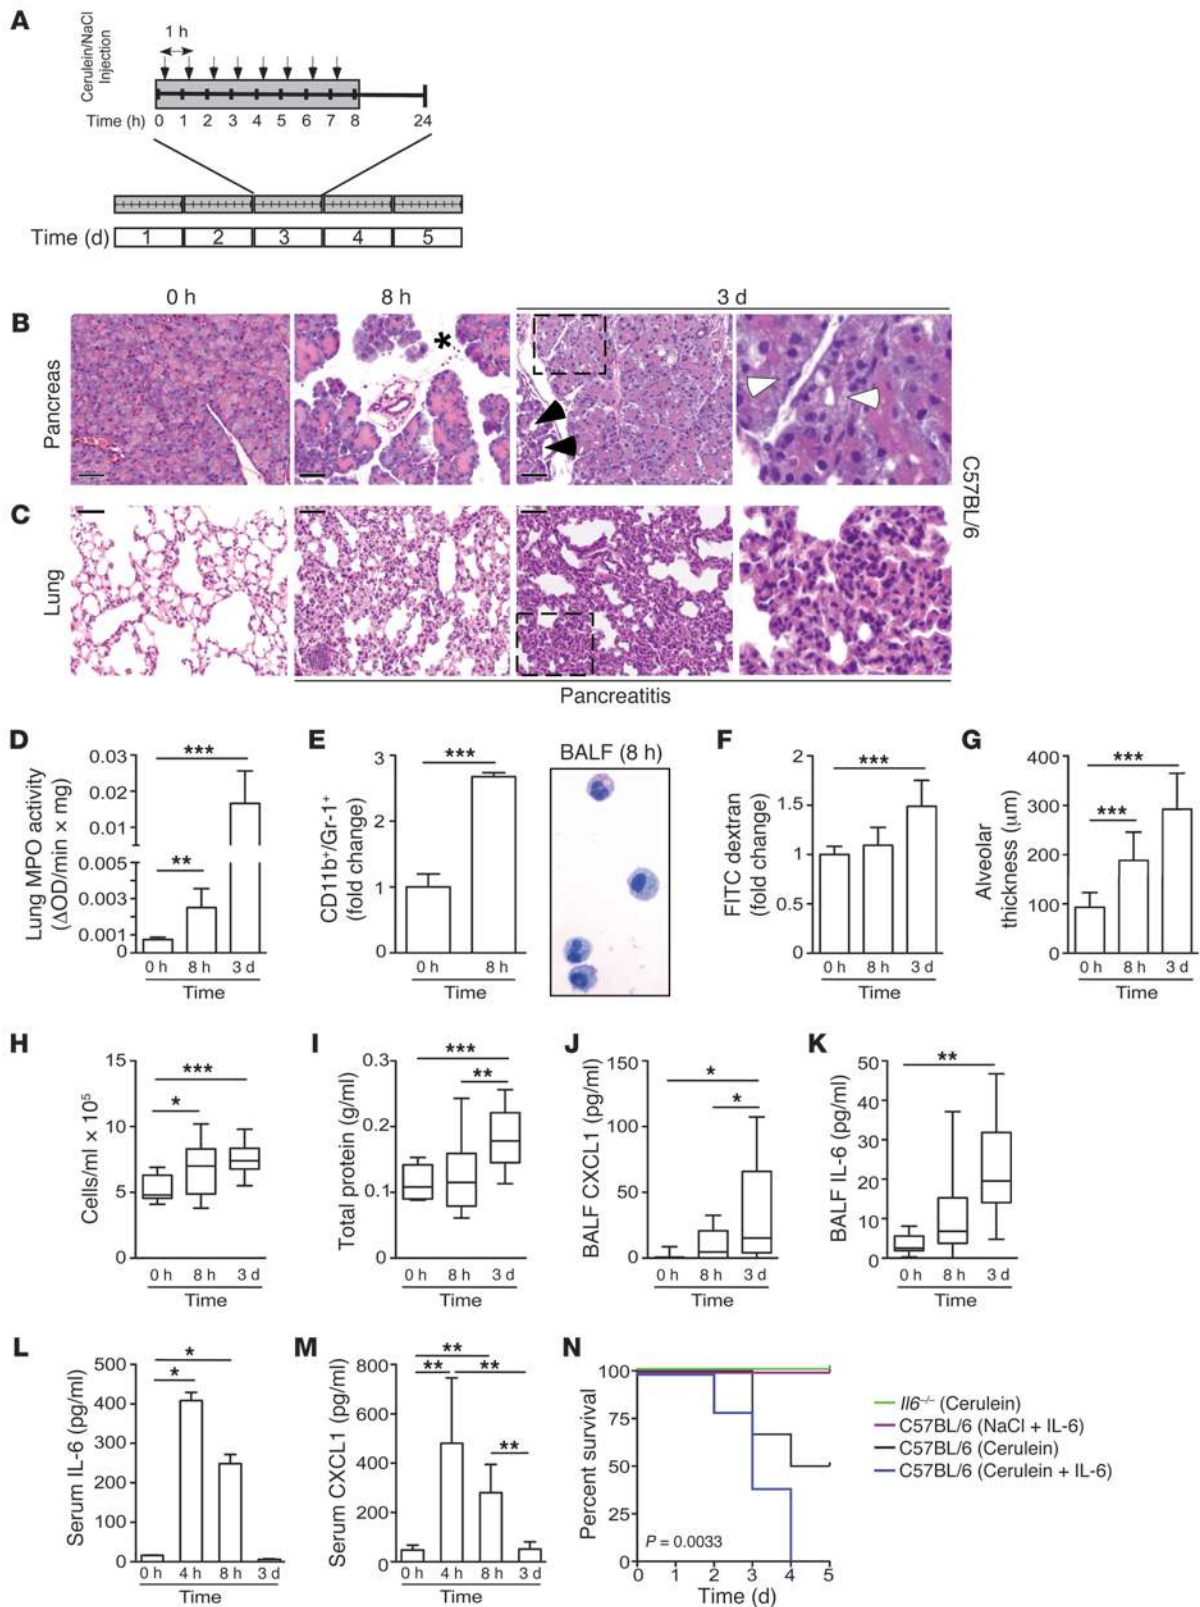 A
Cerulein/NaCl
Injection
1 h
Time (h) 0 1 2 3 4 5 6 7 8 24
Time (d) 1 2 3 4 5
0 h 8 h 3 d
B
Pancreas
*
C57BL/6
C
Lung
Pancreatitis
D
Lung MPO activity
(ΔOD/min × mg)
0.03
0.02
0.01
0.005
0.003
0.001
0
***
**
0 h 8 h 3 d
Time
E
CD11b⁺/Gr-1⁺
(fold change)
3
2
1
0
***
0 h 8 h
Time
BALF (8 h)
F
FITC dextran
(fold change)
2
1.5
1
0.5
0
***
0 h 8 h 3 d
Time
G
Alveolar
thickness (μm)
400
300
200
100
0
***
***
0 h 8 h 3 d
Time
H
Cells/ml × 10⁵
15
10
5
0
***
*
0 h 8 h 3 d
Time
I
Total protein (g/ml)
0.3
0.2
0.1
0
***
**
0 h 8 h 3 d
Time
J
BALF CXCL1 (pg/ml)
150
100
50
0
*
*
0 h 8 h 3 d
Time
K
BALF IL-6 (pg/ml)
50
40
30
20
10
0
**
0 h 8 h 3 d
Time
L
Serum IL-6 (pg/ml)
500
400
300
200
100
0
*
*
0 h 4 h 8 h 3 d
Time
M
Serum CXCL1 (pg/ml)
800
600
400
200
0
**
** **
**
0 h 4 h 8 h 3 d
Time
N
Percent survival
100
75
50
25
0
P = 0.0033
0 1 2 3 4 5
Time (d)
Il6⁻/⁻ (Cerulein)
C57BL/6 (NaCl + IL-6)
C57BL/6 (Cerulein)
C57BL/6 (Cerulein + IL-6)